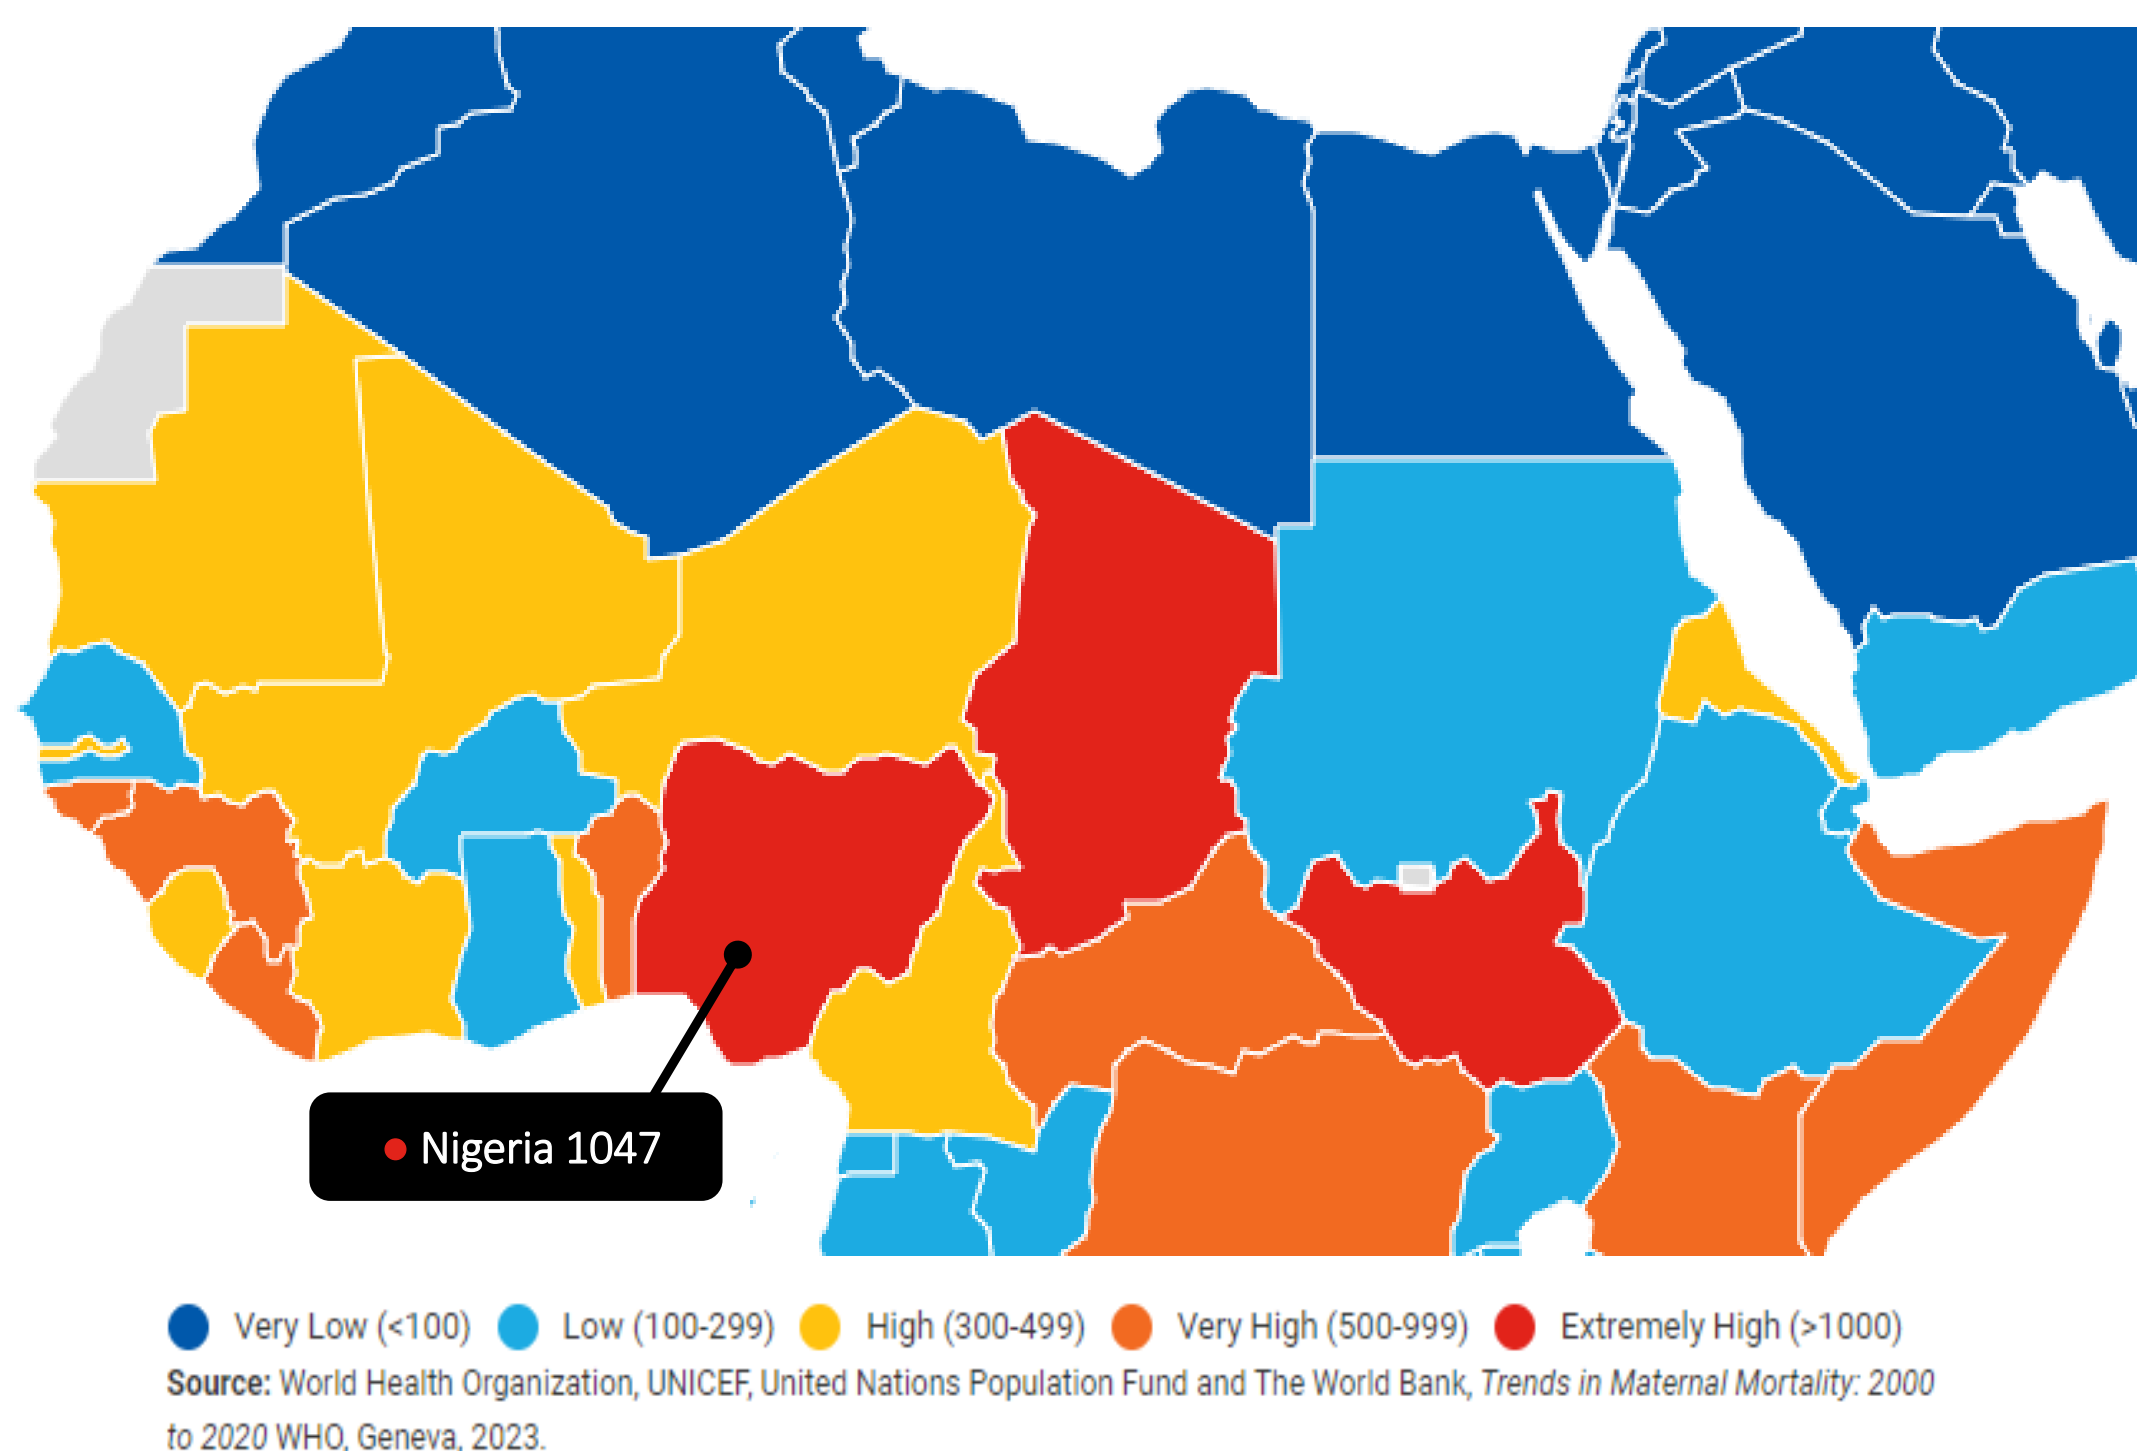 Nigeria 1047
Very Low (<100) Low (100-299) High (300-499) Very High (500-999) Extremely High (>1000)
Source: World Health Organization, UNICEF, United Nations Population Fund and The World Bank, Trends in Maternal Mortality: 2000
to 2020 WHO, Geneva, 2023.